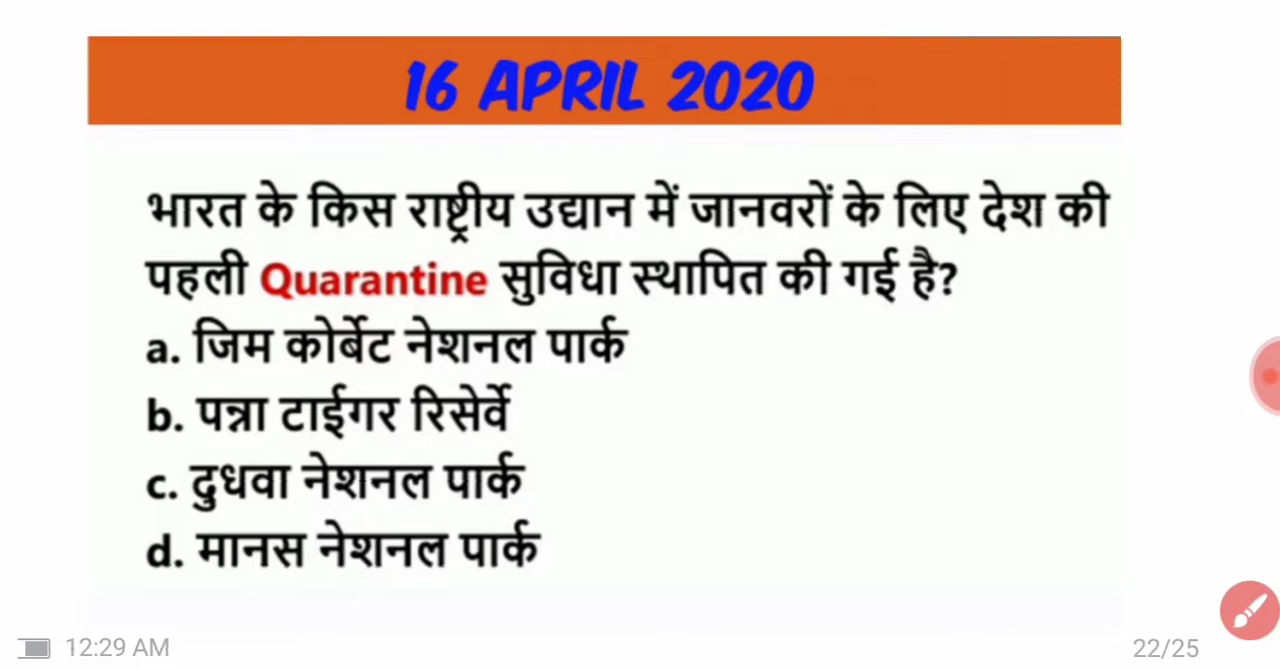 16 APRIL 2020
भारत के किस राष्ट्रीय उद्यान में जानवरों के लिए देश की
पहली Quarantine सुविधा स्थापित की गई है?
a. जिम कोर्बेट नेशनल पार्क
b. पन्ना टाईगर रिसेर्वे
c. दुधवा नेशनल पार्क
d. मानस नेशनल पार्क
12:29 AM
22/25